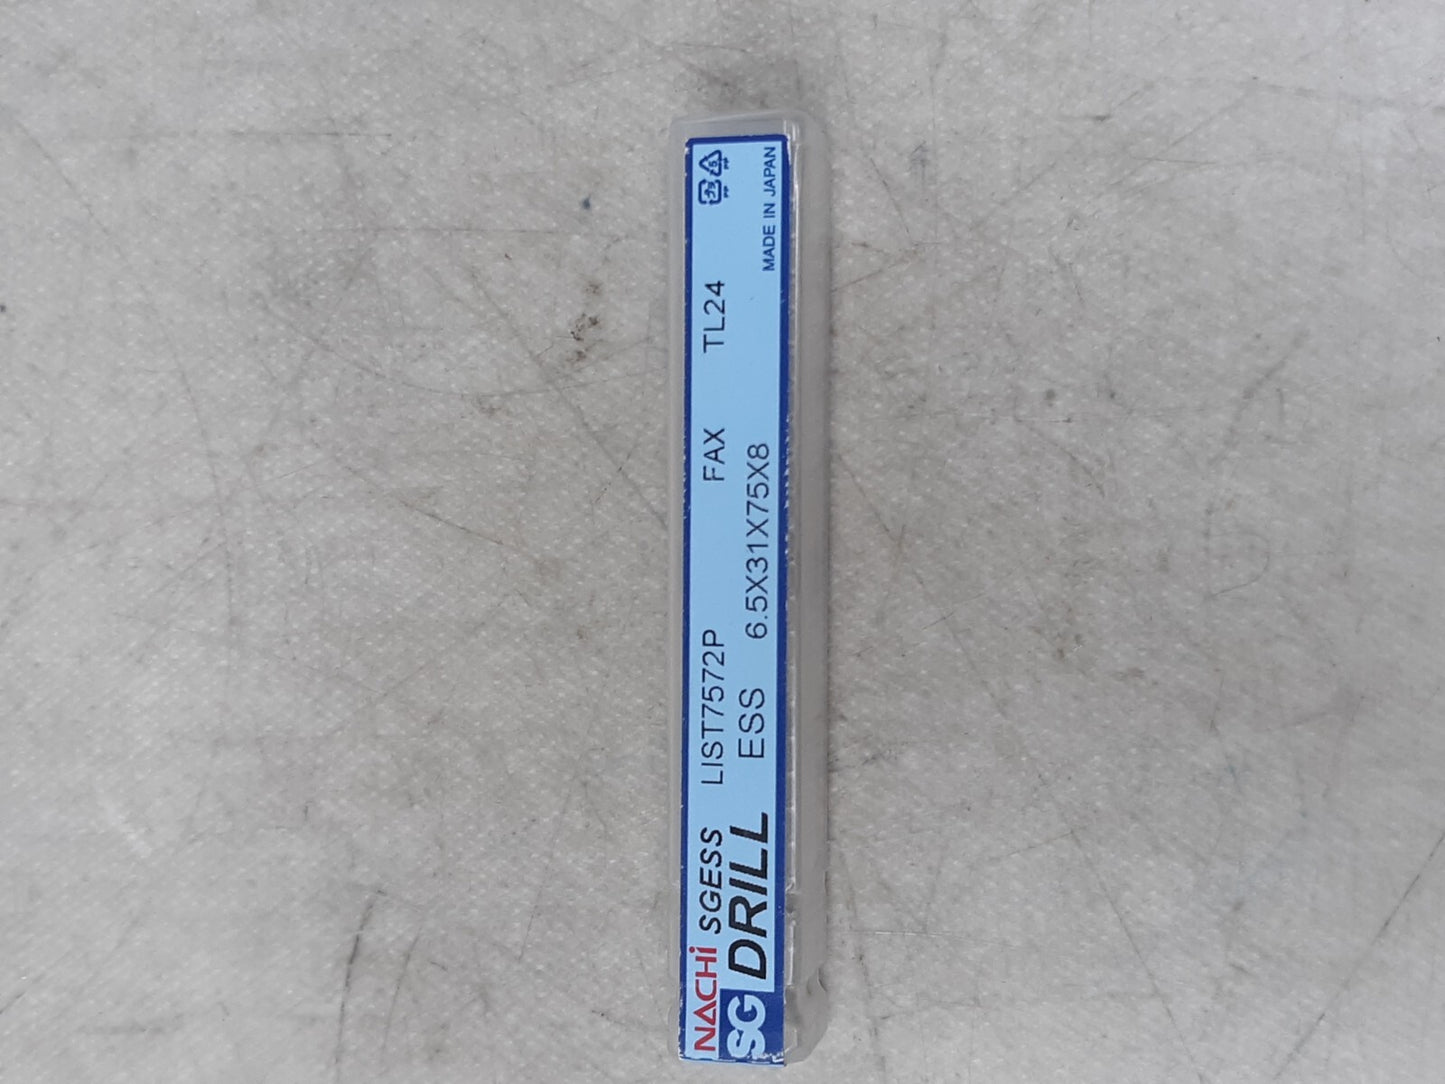 NACHi SGESS LIST7572P FAX TL24
SG DRILL ESS 6.5X31X75X8
MADE IN JAPAN